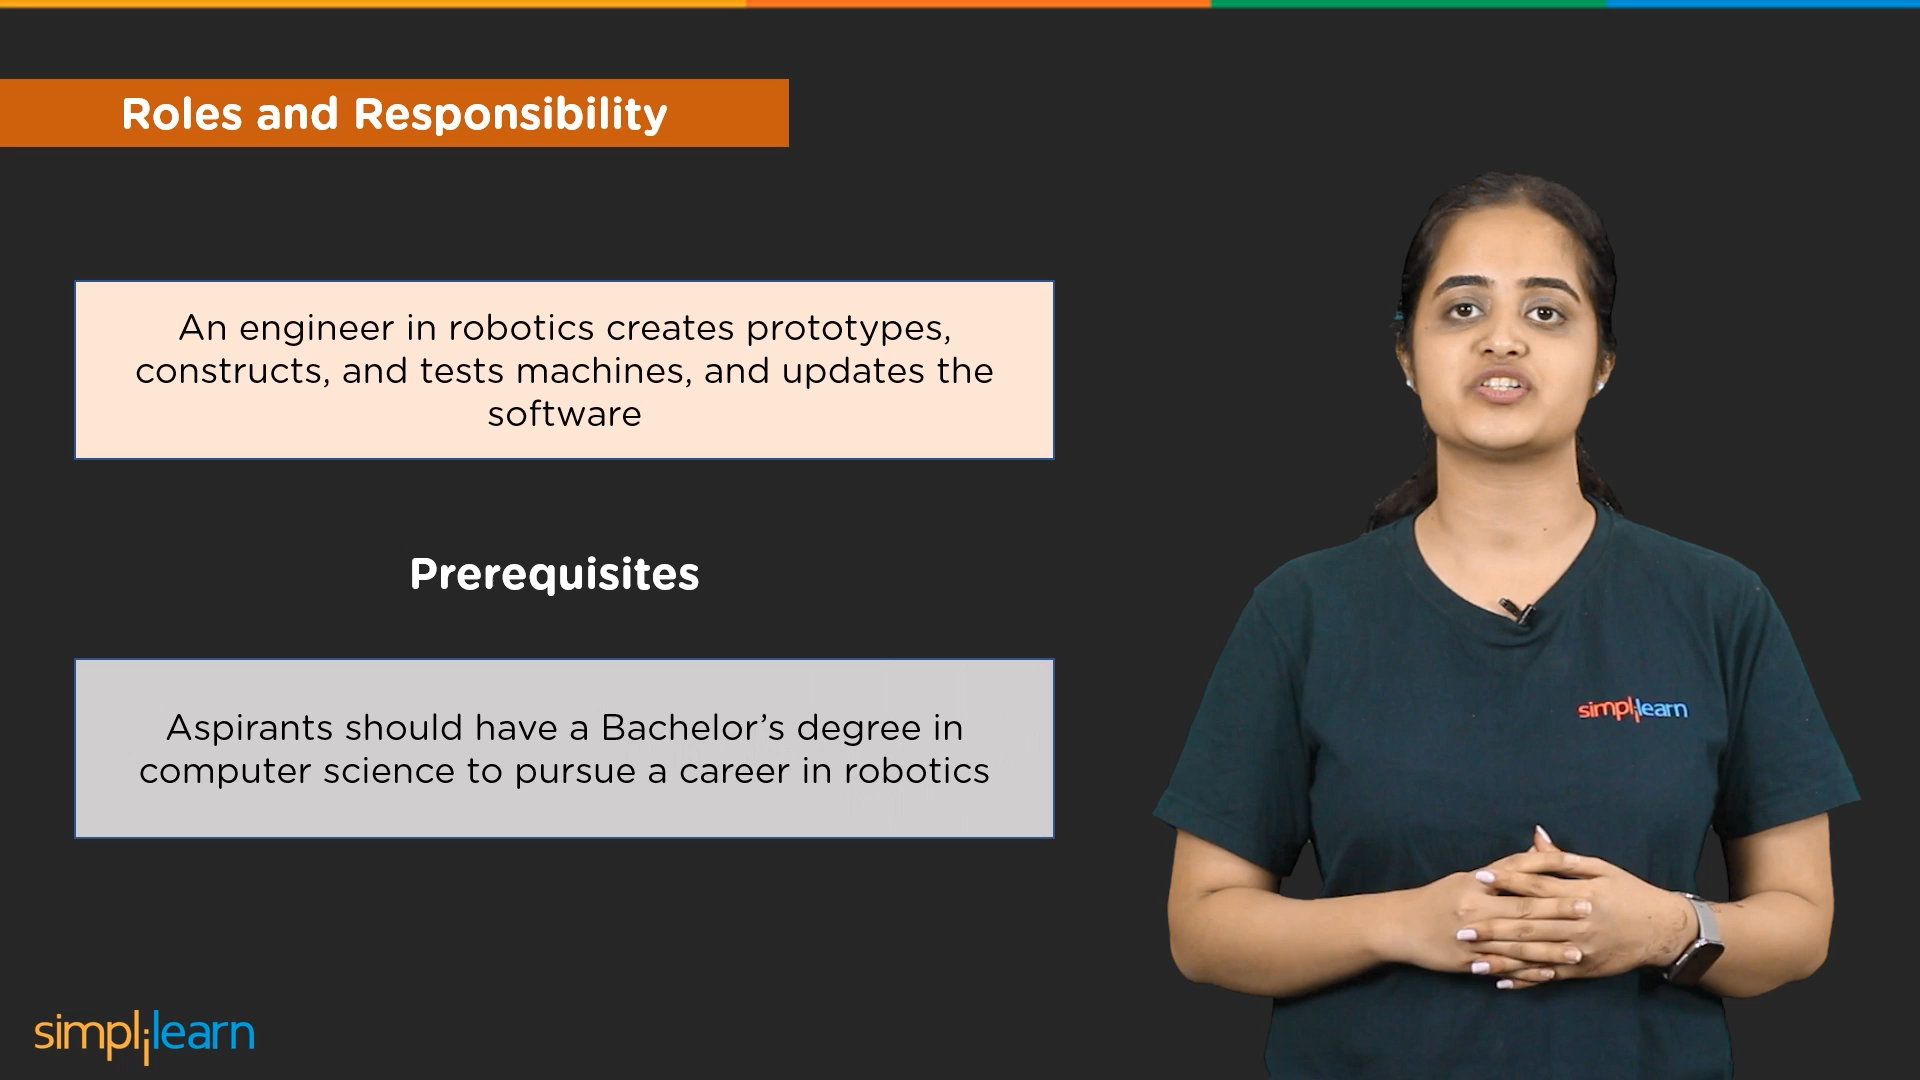 Roles and Responsibility
An engineer in robotics creates prototypes,
constructs, and tests machines, and updates the
software
Prerequisites
Aspirants should have a Bachelor’s degree in
computer science to pursue a career in robotics
simplilearn
simplilearn